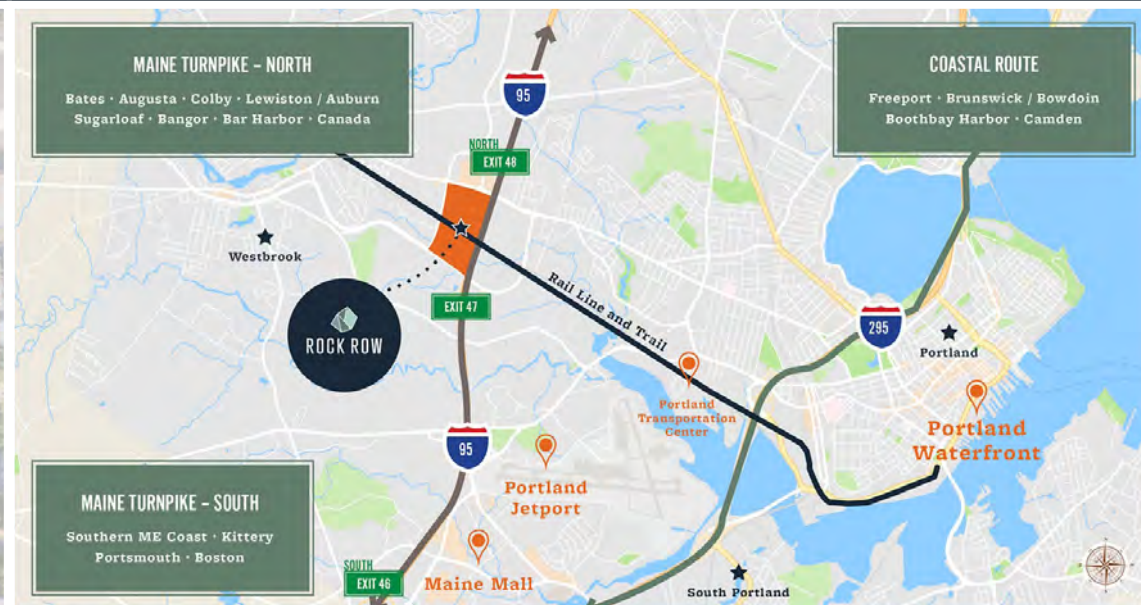 MAINE TURNPIKE – NORTH
Bates · Augusta · Colby · Lewiston / Auburn
Sugarloaf · Bangor · Bar Harbor · Canada
COASTAL ROUTE
Freeport · Brunswick / Bowdoin
Boothbay Harbor · Camden
95
NORTH
EXIT 48
Westbrook
EXIT 47
ROCK ROW
Rail Line and Trail
295
Portland
Portland
Transportation
Center
Portland
Waterfront
95
Portland
Jetport
MAINE TURNPIKE – SOUTH
Southern ME Coast · Kittery
Portsmouth · Boston
Maine Mall
SOUTH
EXIT 46
South Portland